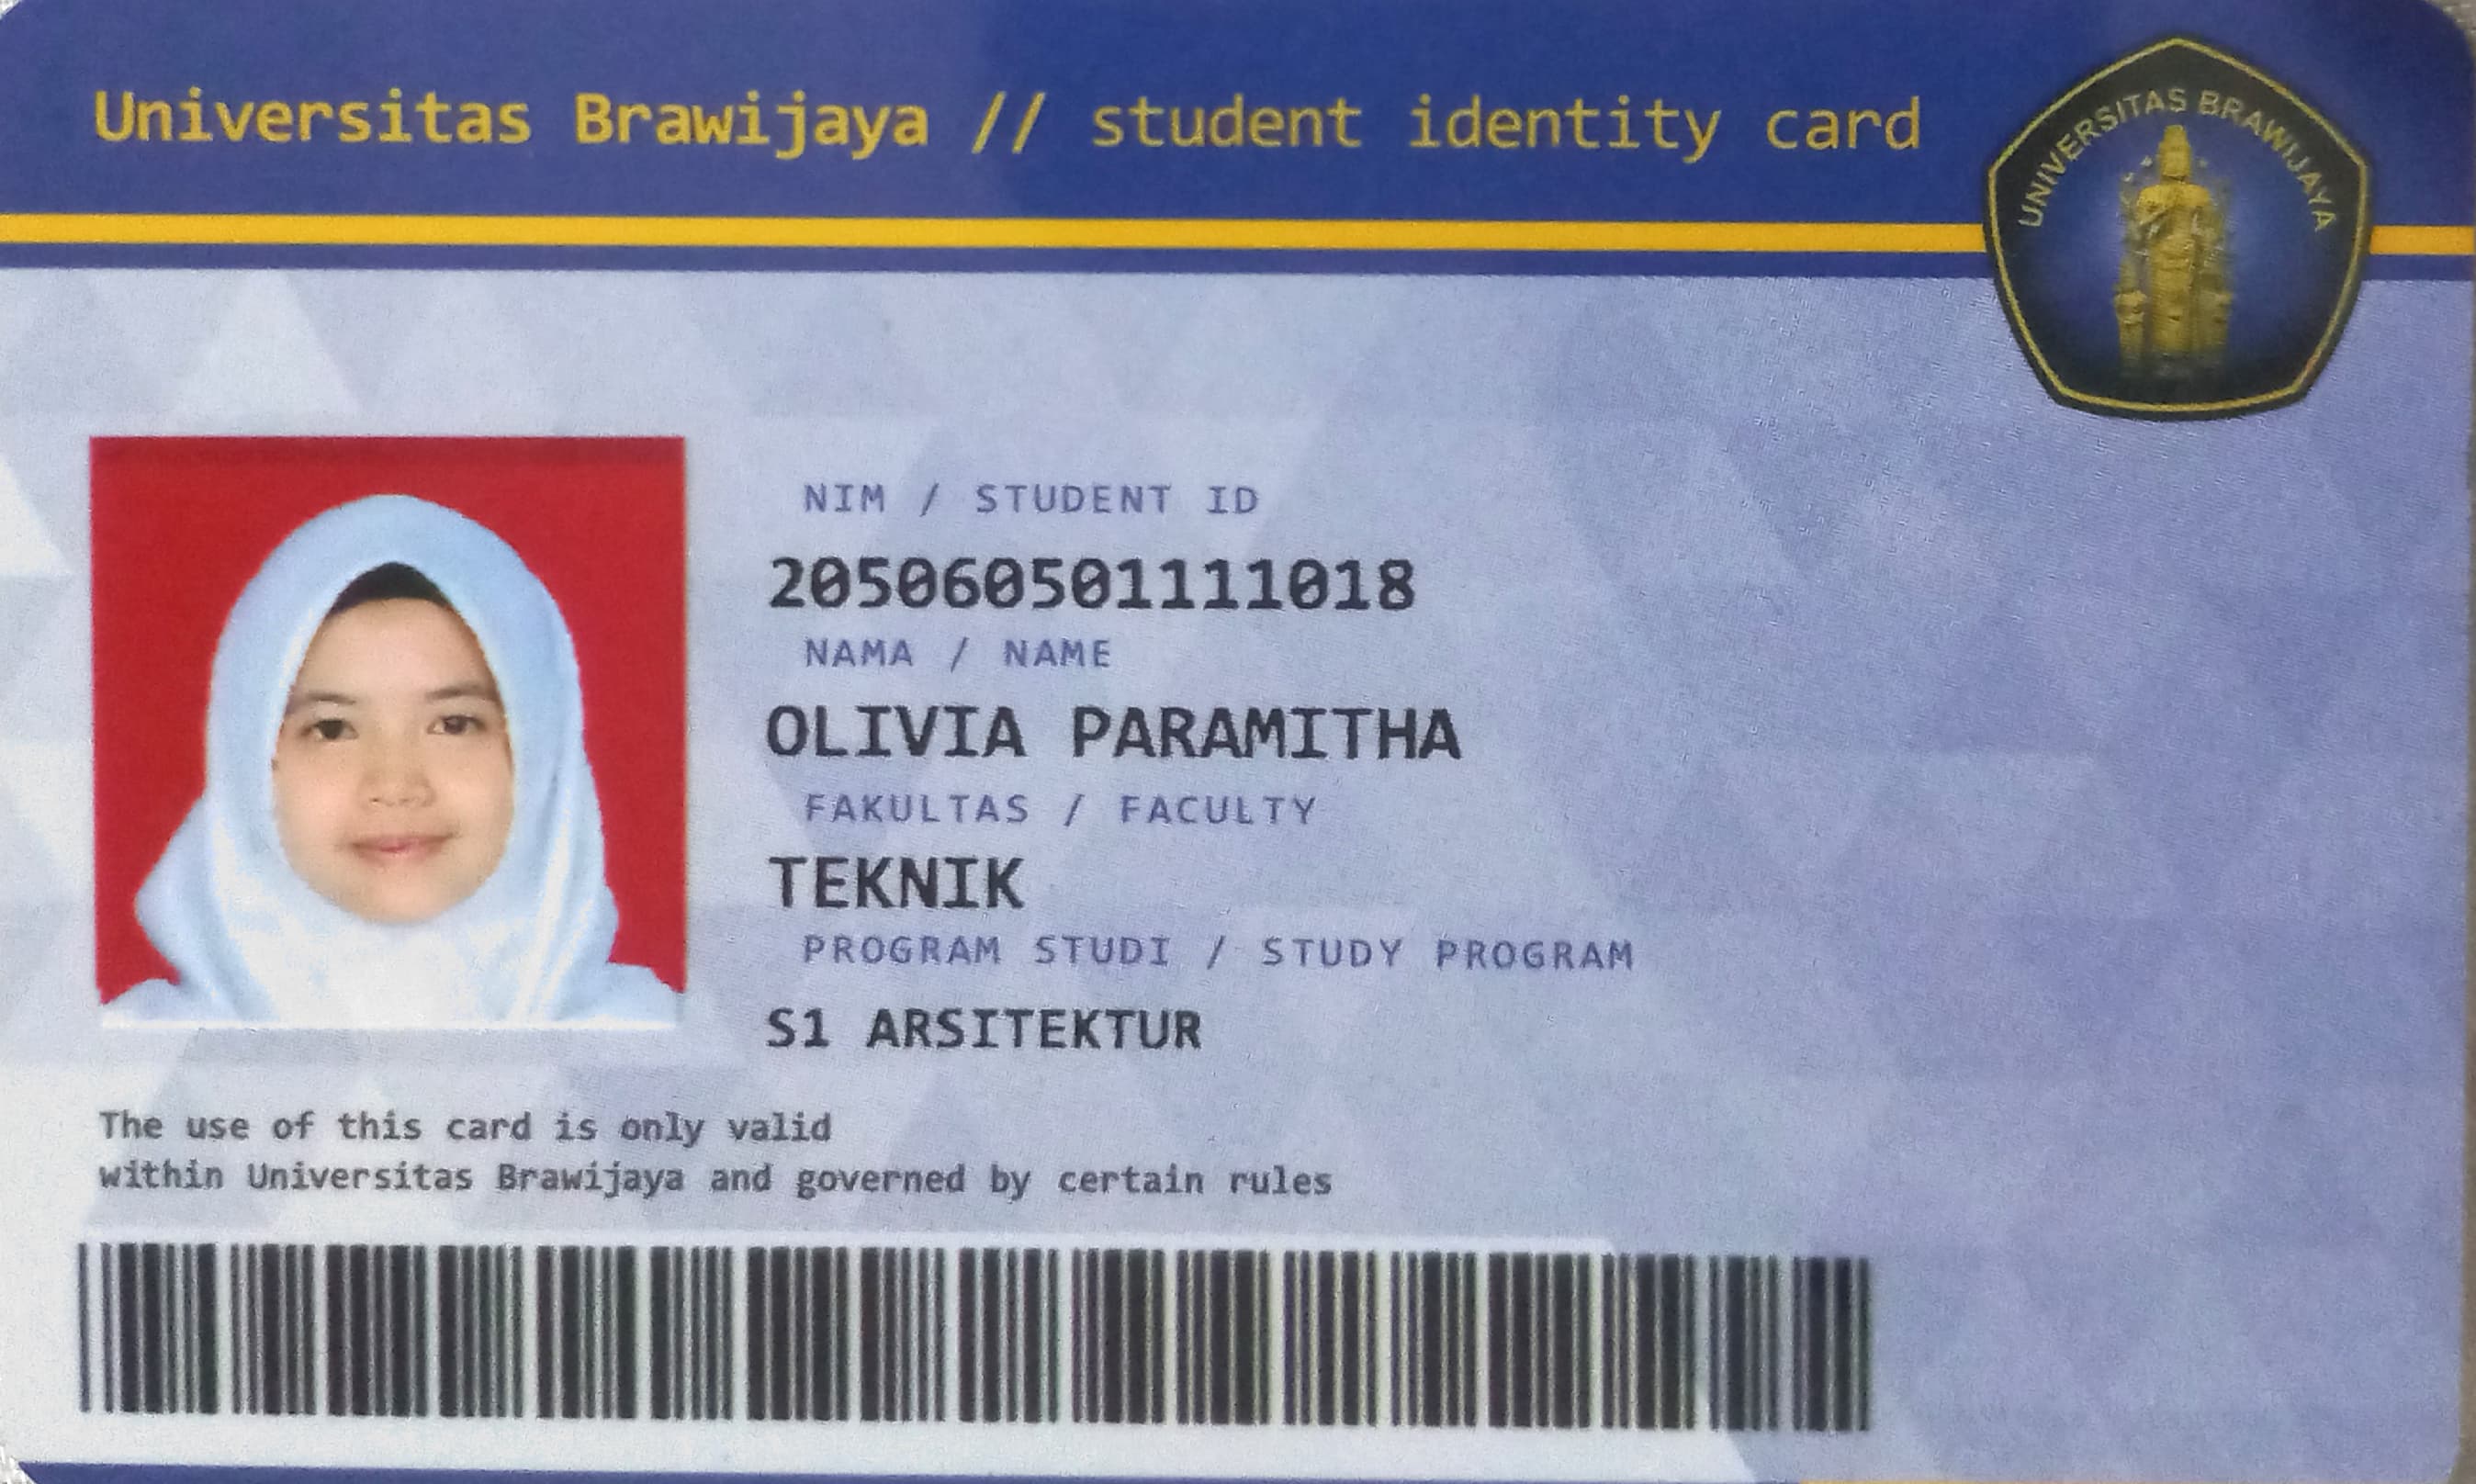 Universitas Brawijaya // student identity card
UNIVERSITAS BRAWIJAYA
NIM / STUDENT ID
205060501111018
NAMA / NAME
OLIVIA PARAMITHA
FAKULTAS / FACULTY
TEKNIK
PROGRAM STUDI / STUDY PROGRAM
S1 ARSITEKTUR
The use of this card is only valid
within Universitas Brawijaya and governed by certain rules